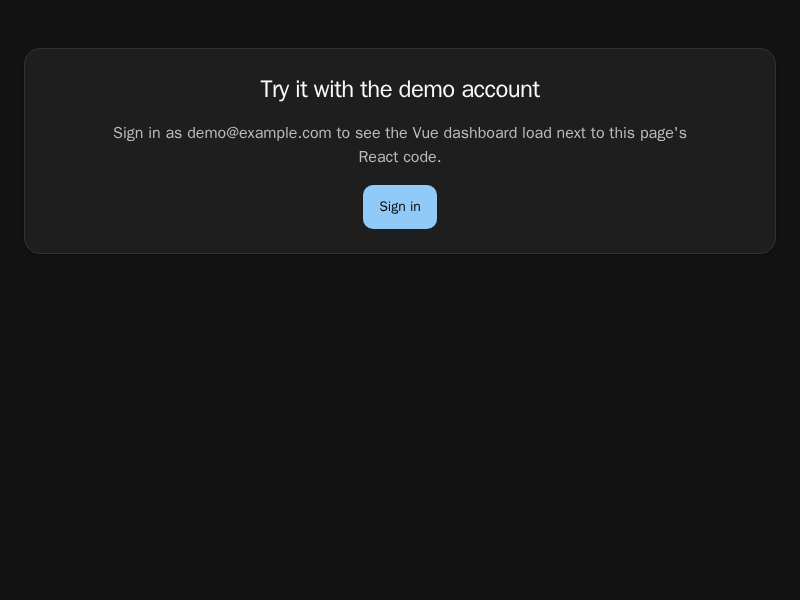 Try it with the demo account
Sign in as demo@example.com to see the Vue dashboard load next to this page's
React code.
Sign in